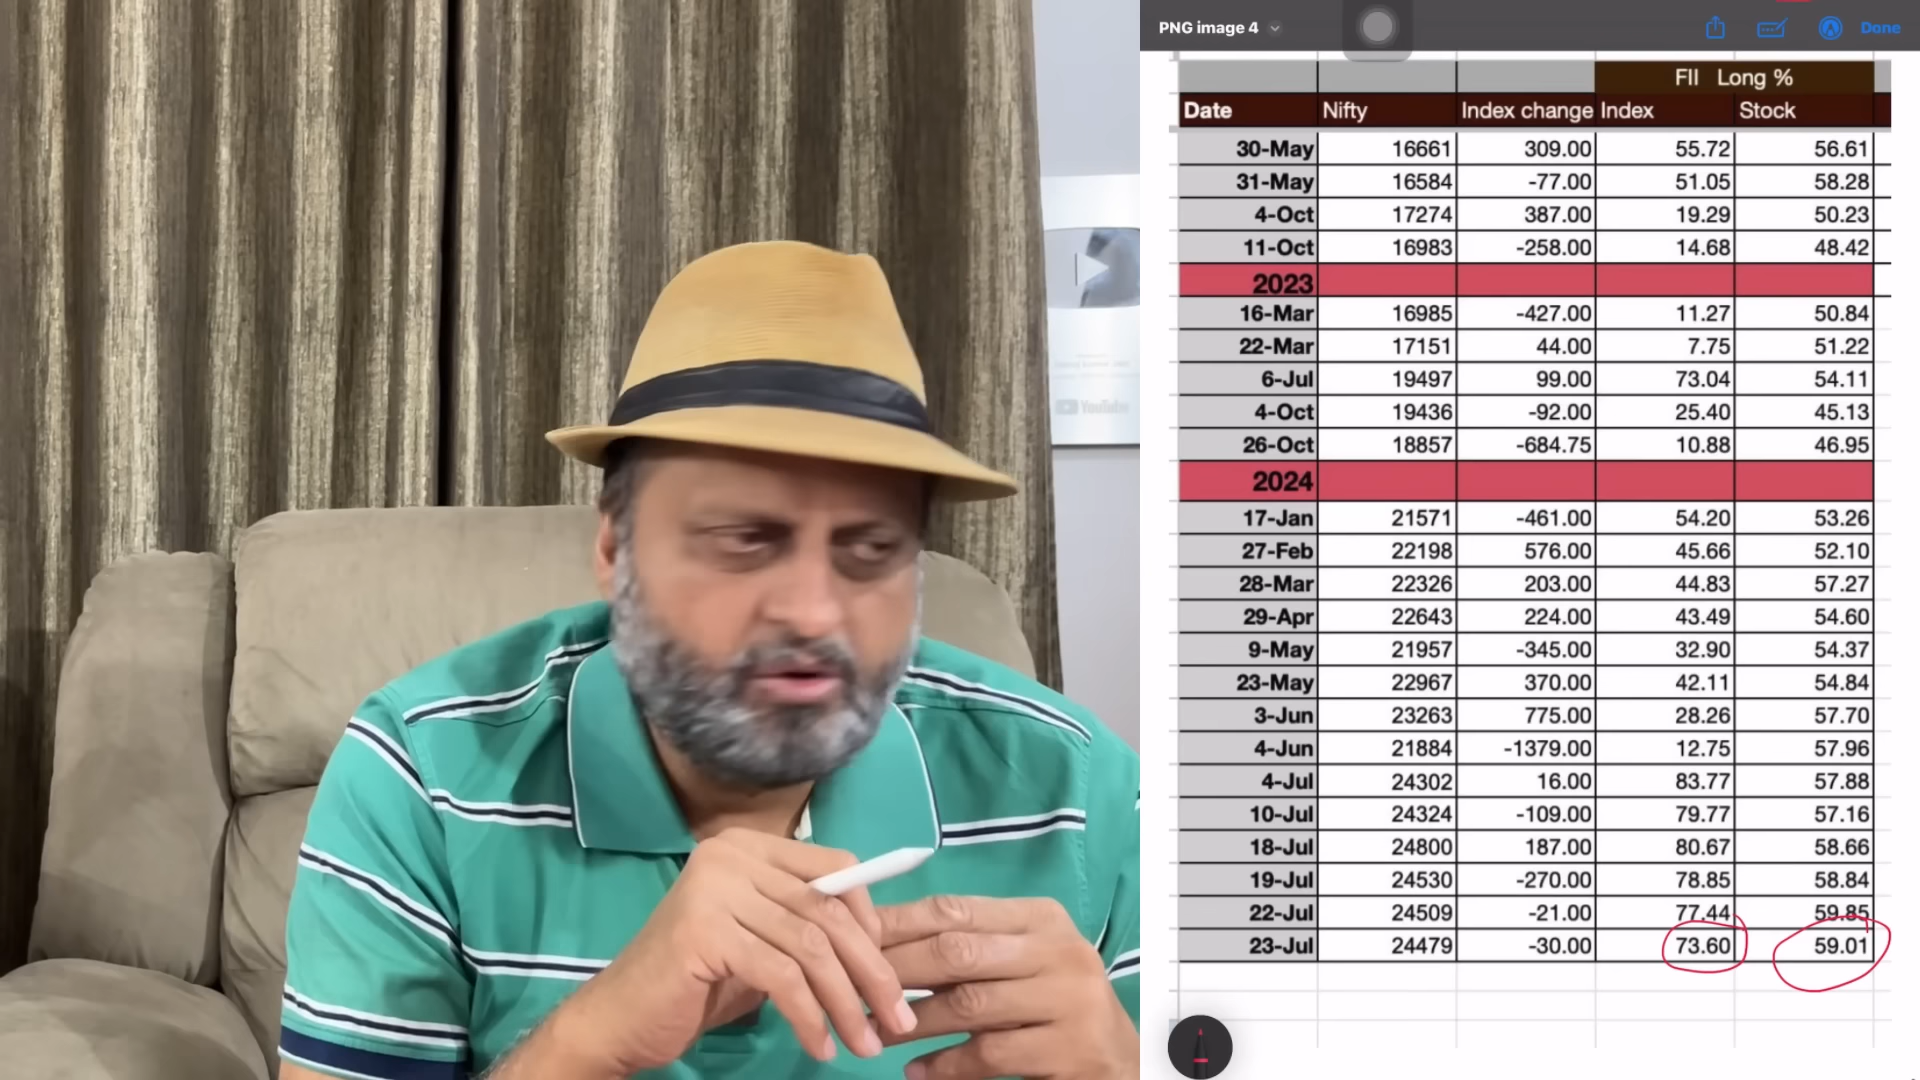 PNG image 4
Done
FII Long %
Date Nifty Index change Index Stock
30-May 16661 309.00 55.72 56.61
31-May 16584 -77.00 51.05 58.28
4-Oct 17274 387.00 19.29 50.23
11-Oct 16983 -258.00 14.68 48.42
2023
16-Mar 16985 -427.00 11.27 50.84
22-Mar 17151 44.00 7.75 51.22
6-Jul 19497 99.00 73.04 54.11
4-Oct 19436 -92.00 25.40 45.13
26-Oct 18857 -684.75 10.88 46.95
2024
17-Jan 21571 -461.00 54.20 53.26
27-Feb 22198 576.00 45.66 52.10
28-Mar 22326 203.00 44.83 57.27
29-Apr 22643 224.00 43.49 54.60
9-May 21957 -345.00 32.90 54.37
23-May 22967 370.00 42.11 54.84
3-Jun 23263 775.00 28.26 57.70
4-Jun 21884 -1379.00 12.75 57.96
4-Jul 24302 16.00 83.77 57.88
10-Jul 24324 -109.00 79.77 57.16
18-Jul 24800 187.00 80.67 58.66
19-Jul 24530 -270.00 78.85 58.84
22-Jul 24509 -21.00 77.44 59.85
23-Jul 24479 -30.00 73.60 59.01
YouTube